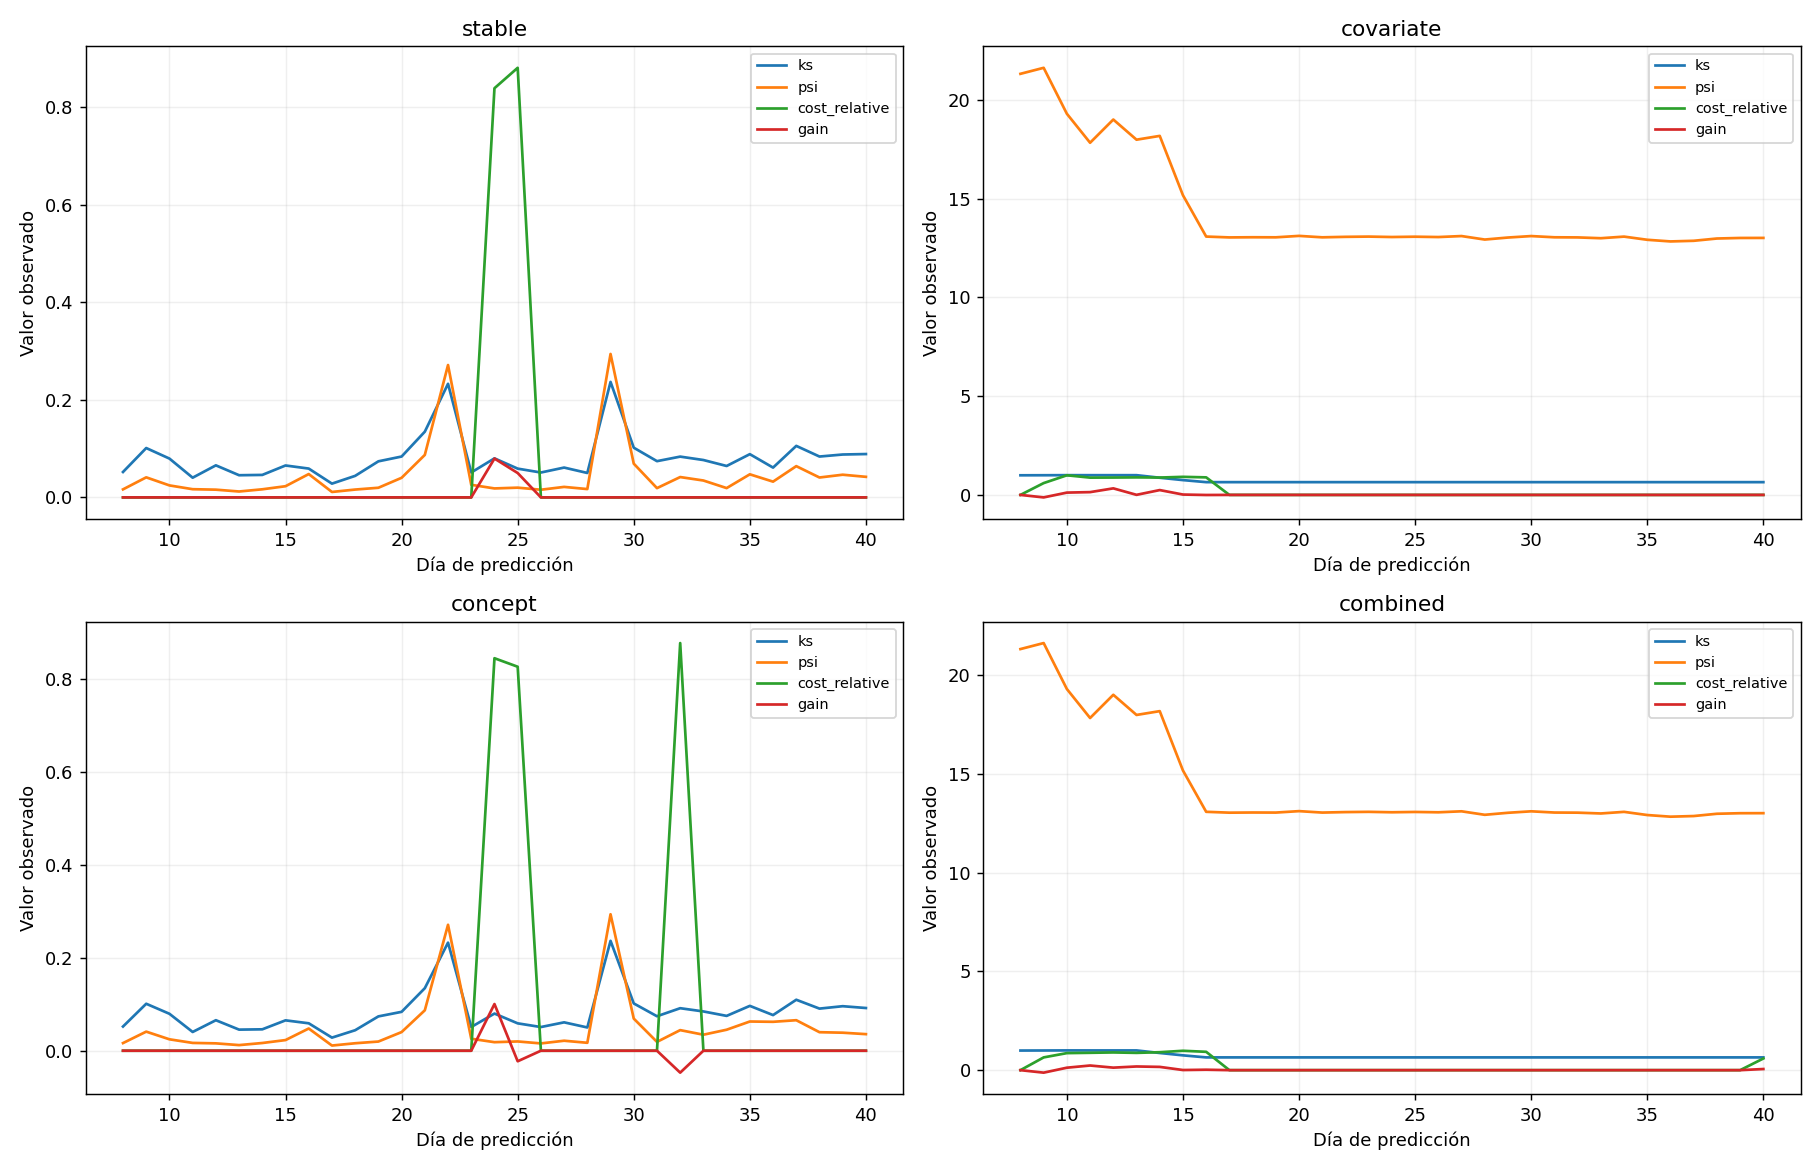 stable
ks
psi
cost_relative
gain
Valor observado
0.8
0.6
0.4
0.2
0.0
10 15 20 25 30 35 40
Día de predicción
covariate
ks
psi
cost_relative
gain
Valor observado
20
15
10
5
0
10 15 20 25 30 35 40
Día de predicción
concept
ks
psi
cost_relative
gain
Valor observado
0.8
0.6
0.4
0.2
0.0
10 15 20 25 30 35 40
Día de predicción
combined
ks
psi
cost_relative
gain
Valor observado
20
15
10
5
0
10 15 20 25 30 35 40
Día de predicción